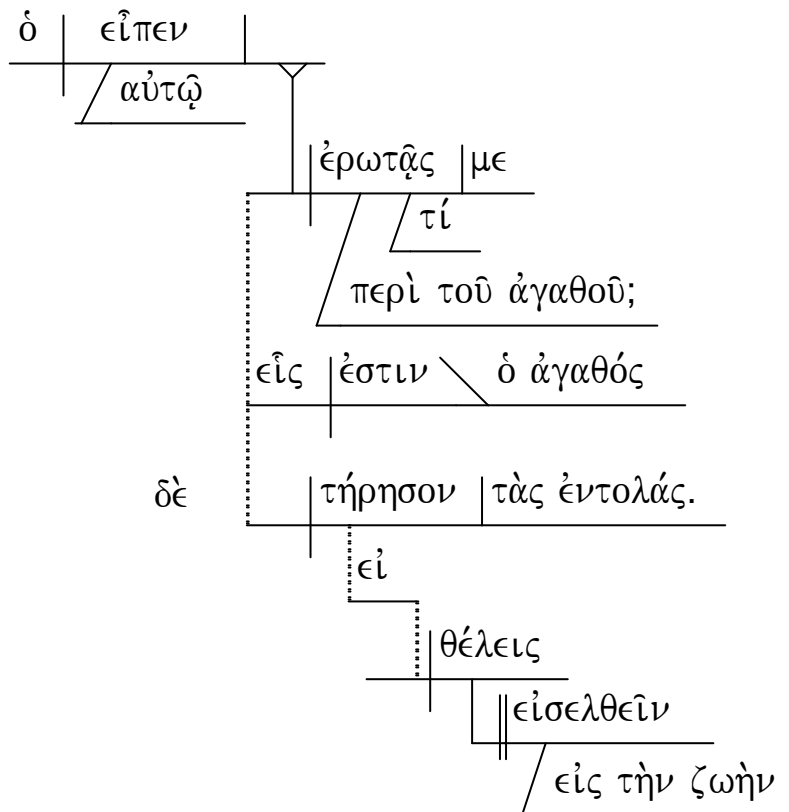 ὁ εἶπεν
αὐτῷ
ἐρωτᾷς με
τί
περὶ τοῦ ἀγαθοῦ;
εἷς ἐστιν ὁ ἀγαθός
δὲ τήρησον τὰς ἐντολάς.
εἰ
θέλεις
εἰσελθεῖν
εἰς τὴν ζωὴν